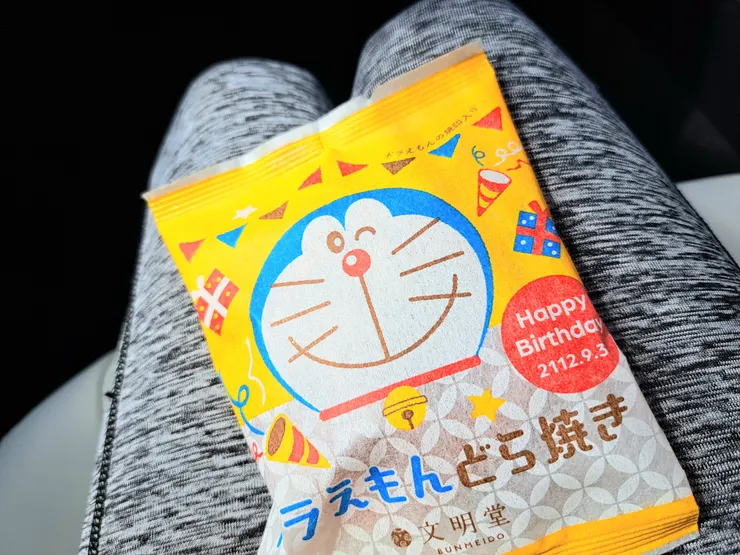 ドラえもんの焼印入り
Happy
Birthday
2112.9.3
ドラえもんどら焼き
文明堂
BUNMEIDO